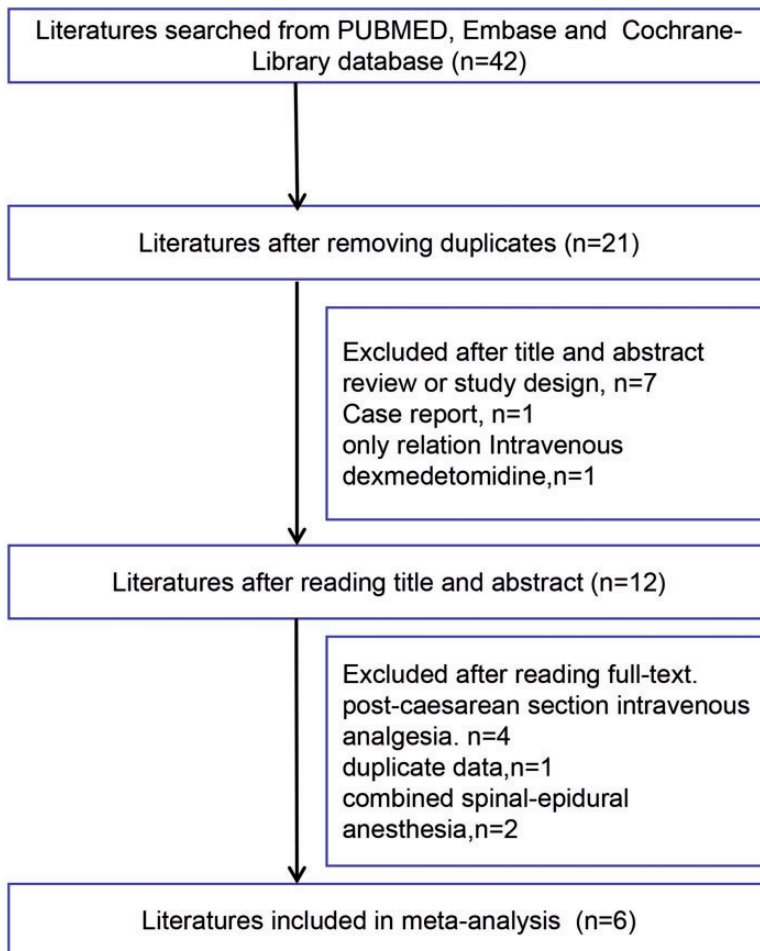 Literatures searched from PUBMED, Embase and Cochrane-
Library database (n=42)
Literatures after removing duplicates (n=21)
Excluded after title and abstract
review or study design, n=7
Case report, n=1
only relation Intravenous
dexmedetomidine,n=1
Literatures after reading title and abstract (n=12)
Excluded after reading full-text.
post-caesarean section intravenous
analgesia. n=4
duplicate data,n=1
combined spinal-epidural
anesthesia,n=2
Literatures included in meta-analysis (n=6)